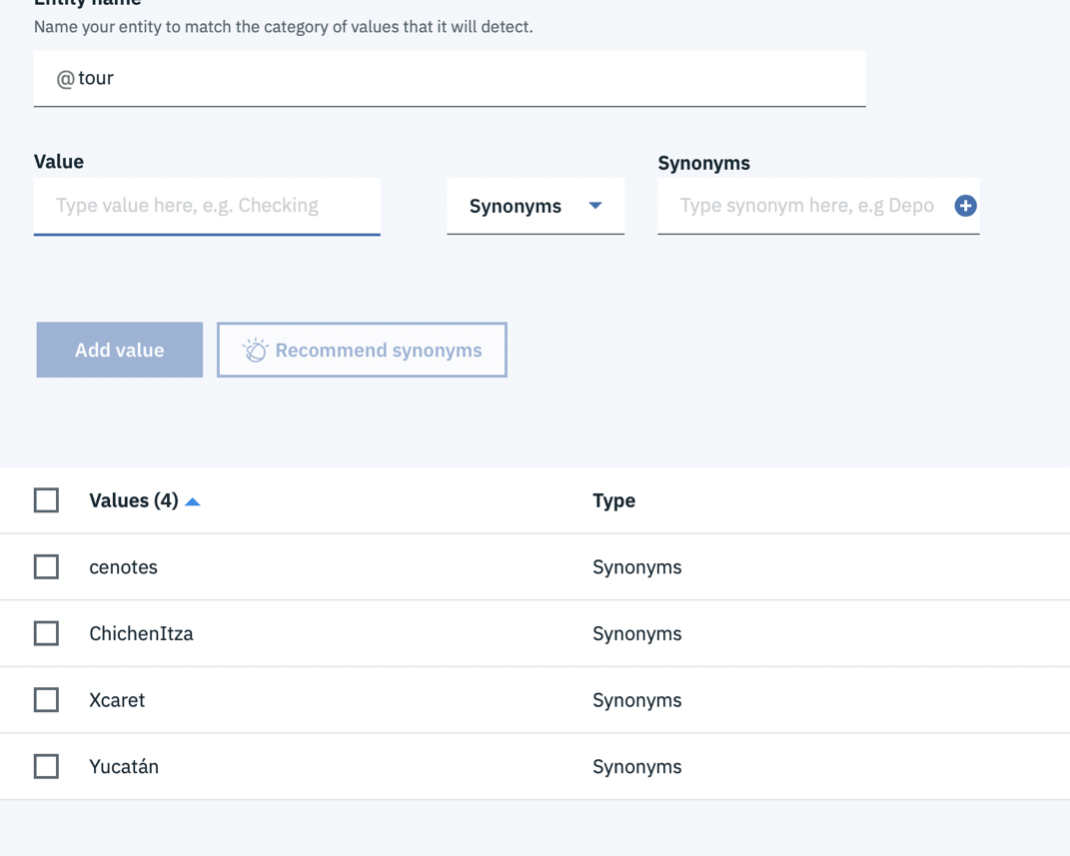 Entity name
Name your entity to match the category of values that it will detect.
@tour
Value
Synonyms
Type value here, e.g. Checking
Synonyms
Type synonym here, e.g Depo
Add value
Recommend synonyms
Values (4)
Type
cenotes
Synonyms
ChichenItza
Synonyms
Xcaret
Synonyms
Yucatán
Synonyms